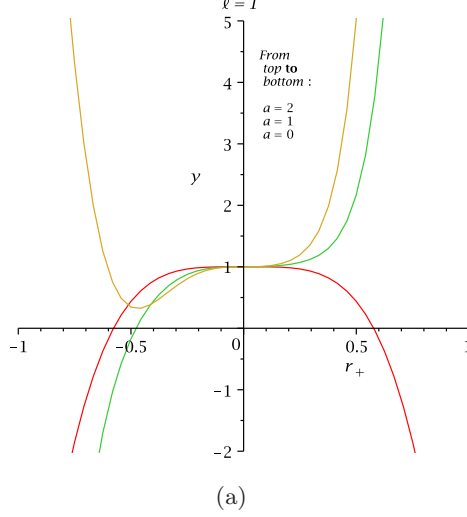 ℓ = 1
5
From
top to
bottom :
4
a = 2
a = 1
a = 0
3
y
2
1
−1
−0.5
0
0.5
1
r+
−1
−2
(a)